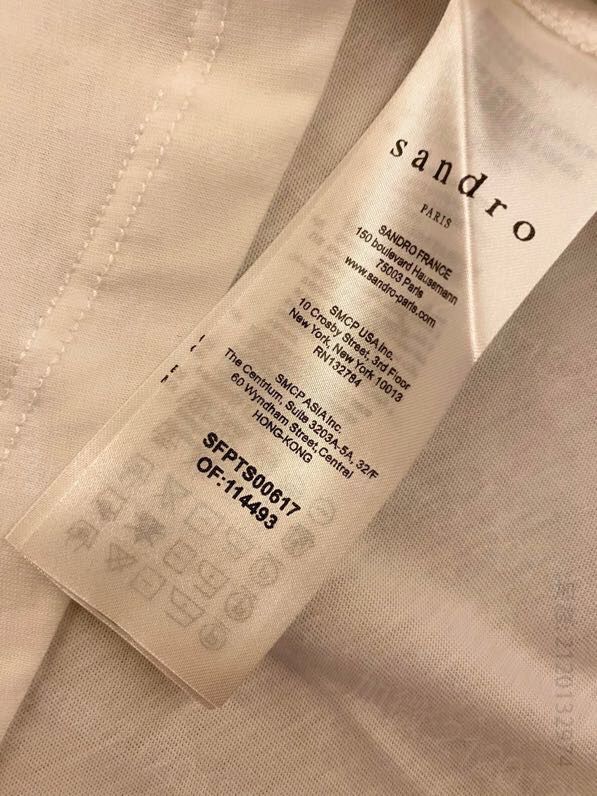 sandro
PARIS
SANDRO FRANCE
150 boulevard Hausemann
75003 Paris
www.sandro-paris.com
SMCP USA Inc.
10 Crosby Street, 3rd Floor
New York, New York 10013
RN132784
SMCP ASIA Inc.
The Centrium, Suite 3203A-5A, 32/F
60 Wyndham Street,Central
HONG-KONG
SFPTS00617
OF:114493
2120132974